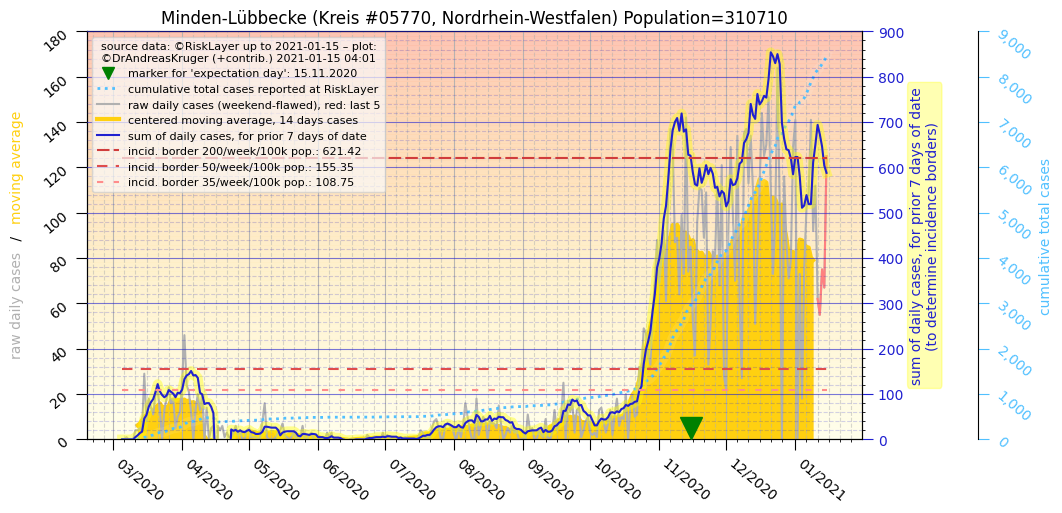 Minden-Lübbecke (Kreis #05770, Nordrhein-Westfalen) Population=310710
source data: ©RiskLayer up to 2021-01-15 – plot:
©DrAndreasKruger (+contrib.) 2021-01-15 04:01
marker for 'expectation day': 15.11.2020
cumulative total cases reported at RiskLayer
raw daily cases (weekend-flawed), red: last 5
centered moving average, 14 days cases
sum of daily cases, for prior 7 days of date
incid. border 200/week/100k pop.: 621.42
incid. border 50/week/100k pop.: 155.35
incid. border 35/week/100k pop.: 108.75
raw daily cases / moving average
180
160
140
120
100
80
60
40
20
0
03/2020
04/2020
05/2020
06/2020
07/2020
08/2020
09/2020
10/2020
11/2020
12/2020
01/2021
900
800
700
600
500
400
300
200
100
0
sum of daily cases, for prior 7 days of date
(to determine incidence borders)
9,000
8,000
7,000
6,000
5,000
4,000
3,000
2,000
1,000
0
cumulative total cases